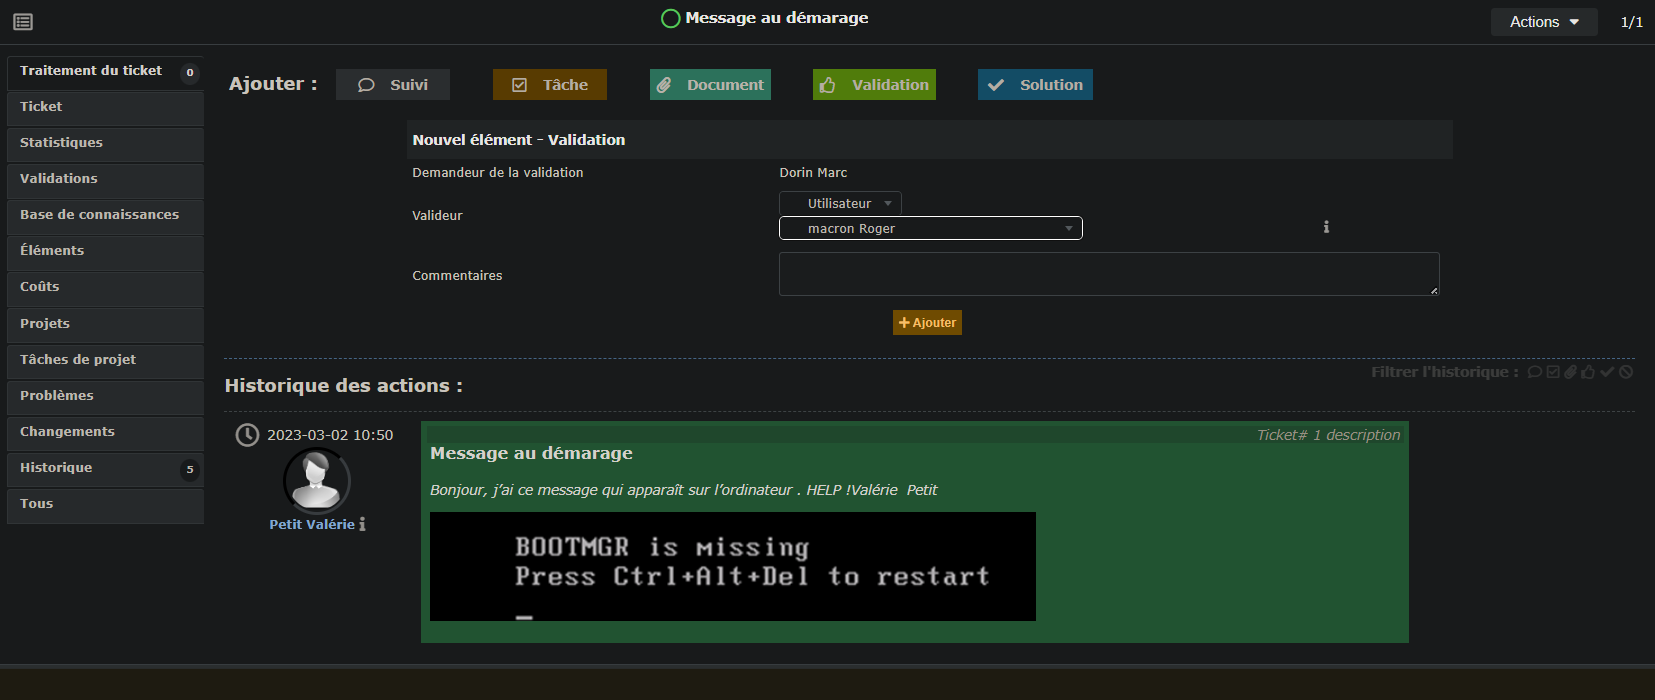 Message au démarage
Actions
1/1
Traitement du ticket 0
Ticket
Statistiques
Validations
Base de connaissances
Éléments
Coûts
Projets
Tâches de projet
Problèmes
Changements
Historique 5
Tous
Ajouter : Suivi Tâche Document Validation Solution
Nouvel élément - Validation
Demandeur de la validation Dorin Marc
Valideur
Utilisateur
macron Roger
Commentaires
Ajouter
Filtrer l'historique :
Historique des actions :
2023-03-02 10:50
Petit Valérie
Ticket# 1 description
Message au démarage
Bonjour, j’ai ce message qui apparaît sur l’ordinateur . HELP !Valérie  Petit
BOOTMGR is missing
Press Ctrl+Alt+Del to restart